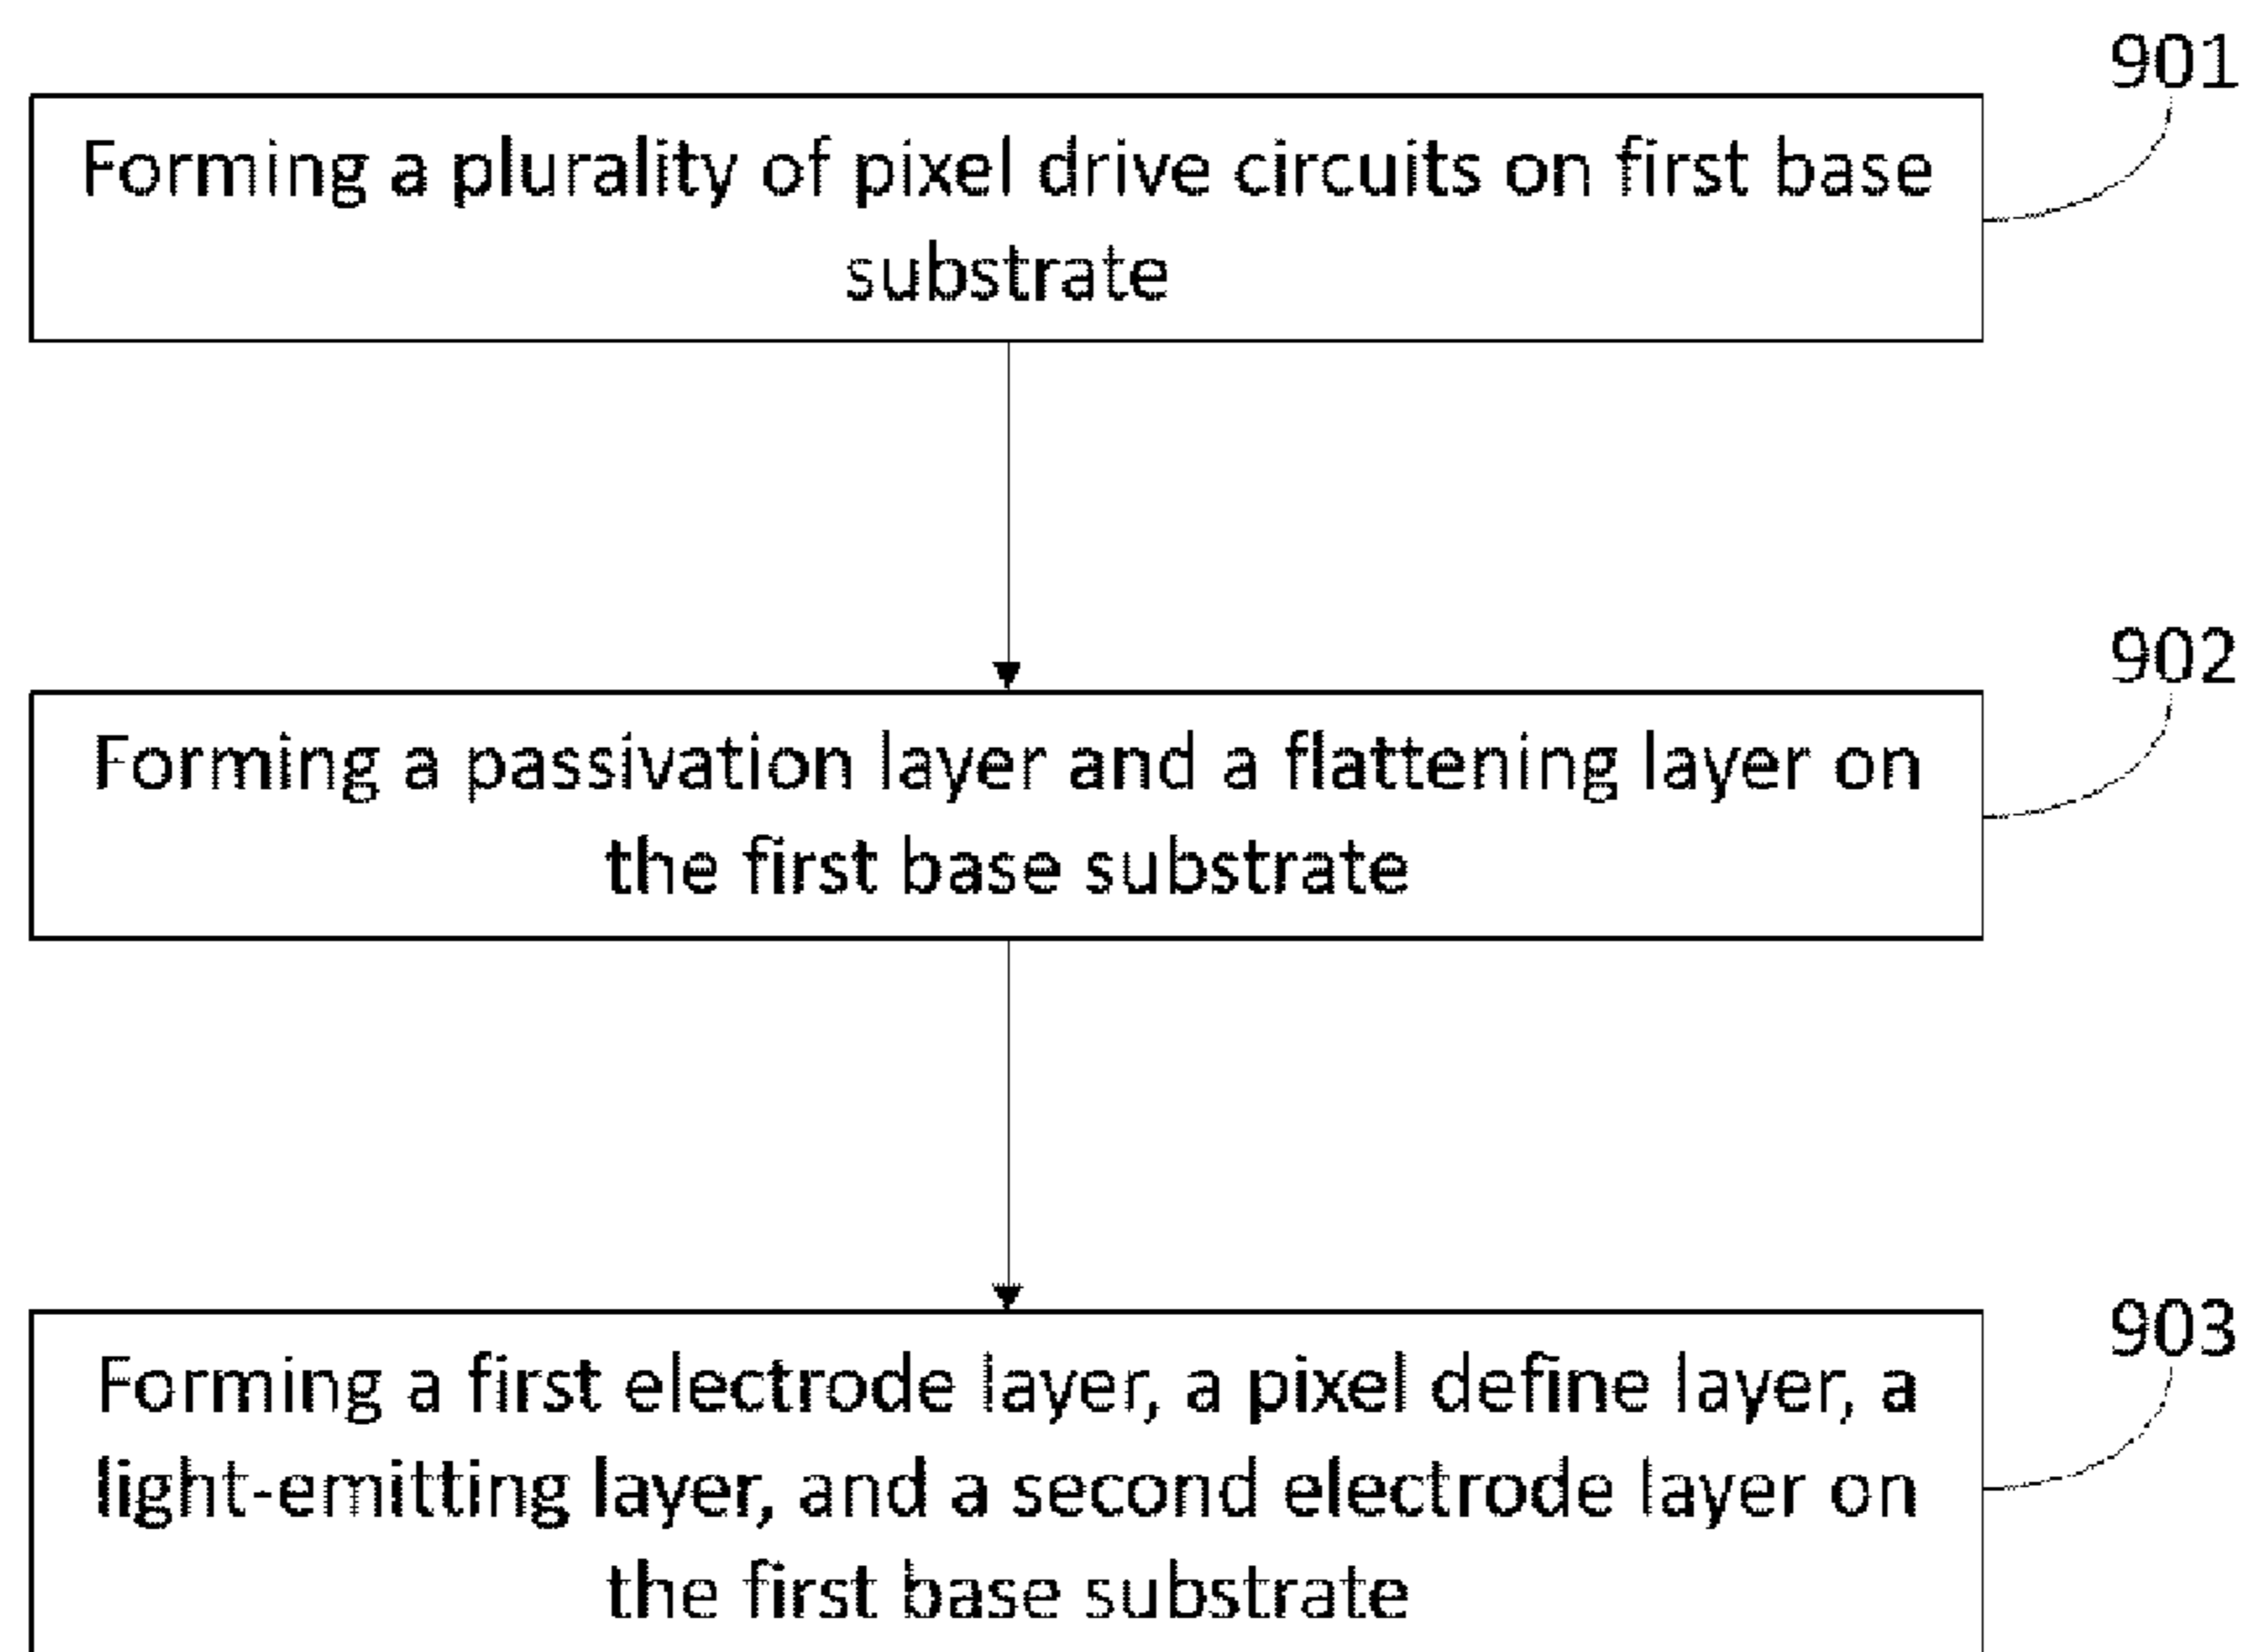 901
Forming a plurality of pixel drive circuits on first base
substrate
902
Forming a passivation layer and a flattening layer on
the first base substrate
903
Forming a first electrode layer, a pixel define layer, a
light-emitting layer, and a second electrode layer on
the first base substrate